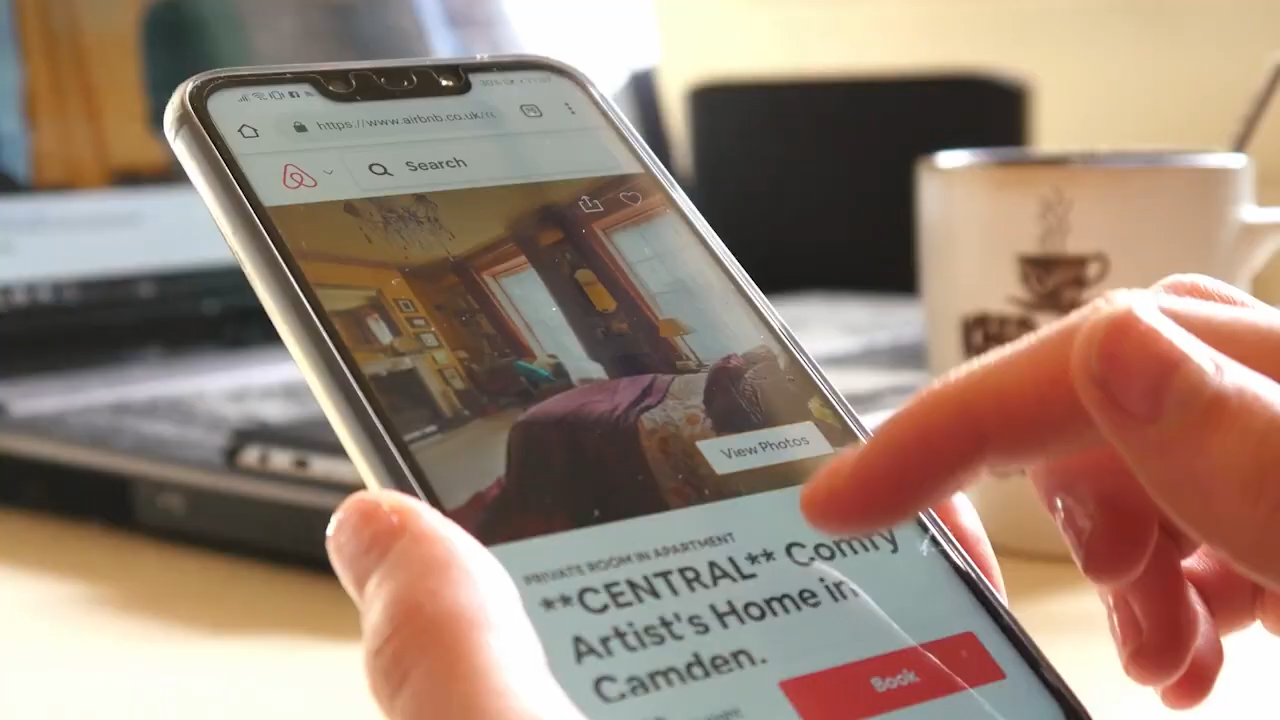 https://www.airbnb.co.uk/
Search
View Photos
PRIVATE ROOM IN APARTMENT
**CENTRAL** Comfy
Artist's Home in
Camden.
Book